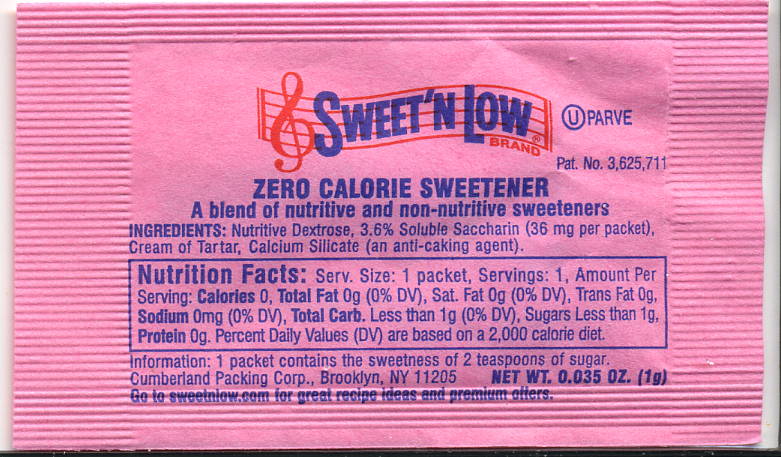 SWEET'N LOW®
BRAND
Ⓤ PARVE
Pat. No. 3,625,711
ZERO CALORIE SWEETENER
A blend of nutritive and non-nutritive sweeteners
INGREDIENTS: Nutritive Dextrose, 3.6% Soluble Saccharin (36 mg per packet),
Cream of Tartar, Calcium Silicate (an anti-caking agent).
Nutrition Facts: Serv. Size: 1 packet, Servings: 1, Amount Per
Serving: Calories 0, Total Fat 0g (0% DV), Sat. Fat 0g (0% DV), Trans Fat 0g,
Sodium 0mg (0% DV), Total Carb. Less than 1g (0% DV), Sugars Less than 1g,
Protein 0g. Percent Daily Values (DV) are based on a 2,000 calorie diet.
Information: 1 packet contains the sweetness of 2 teaspoons of sugar.
Cumberland Packing Corp., Brooklyn, NY 11205 NET WT. 0.035 OZ. (1g)
Go to sweetnlow.com for great recipe ideas and premium offers.